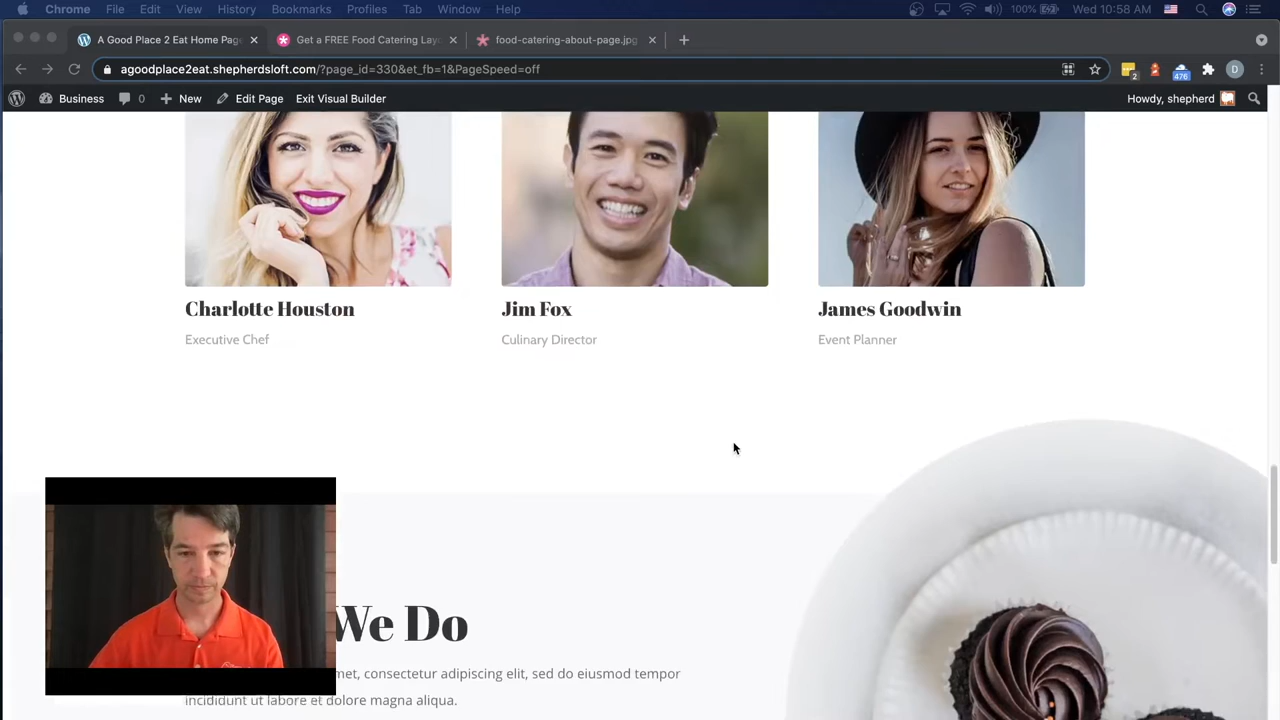 Chrome File Edit View History Bookmarks Profiles Tab Window Help 100% Wed 10:58 AM
A Good Place 2 Eat Home Pag Get a FREE Food Catering Lay food-catering-about-page.jpg
agoodplace2eat.shepherdsloft.com/?page_id=330&et_fb=1&PageSpeed=off 2 476 D
Business 0 New Edit Page Exit Visual Builder Howdy, shepherd
Charlotte Houston Jim Fox James Goodwin
Executive Chef Culinary Director Event Planner
We Do
met, consectetur adipiscing elit, sed do eiusmod tempor
incididunt ut labore et dolore magna aliqua.